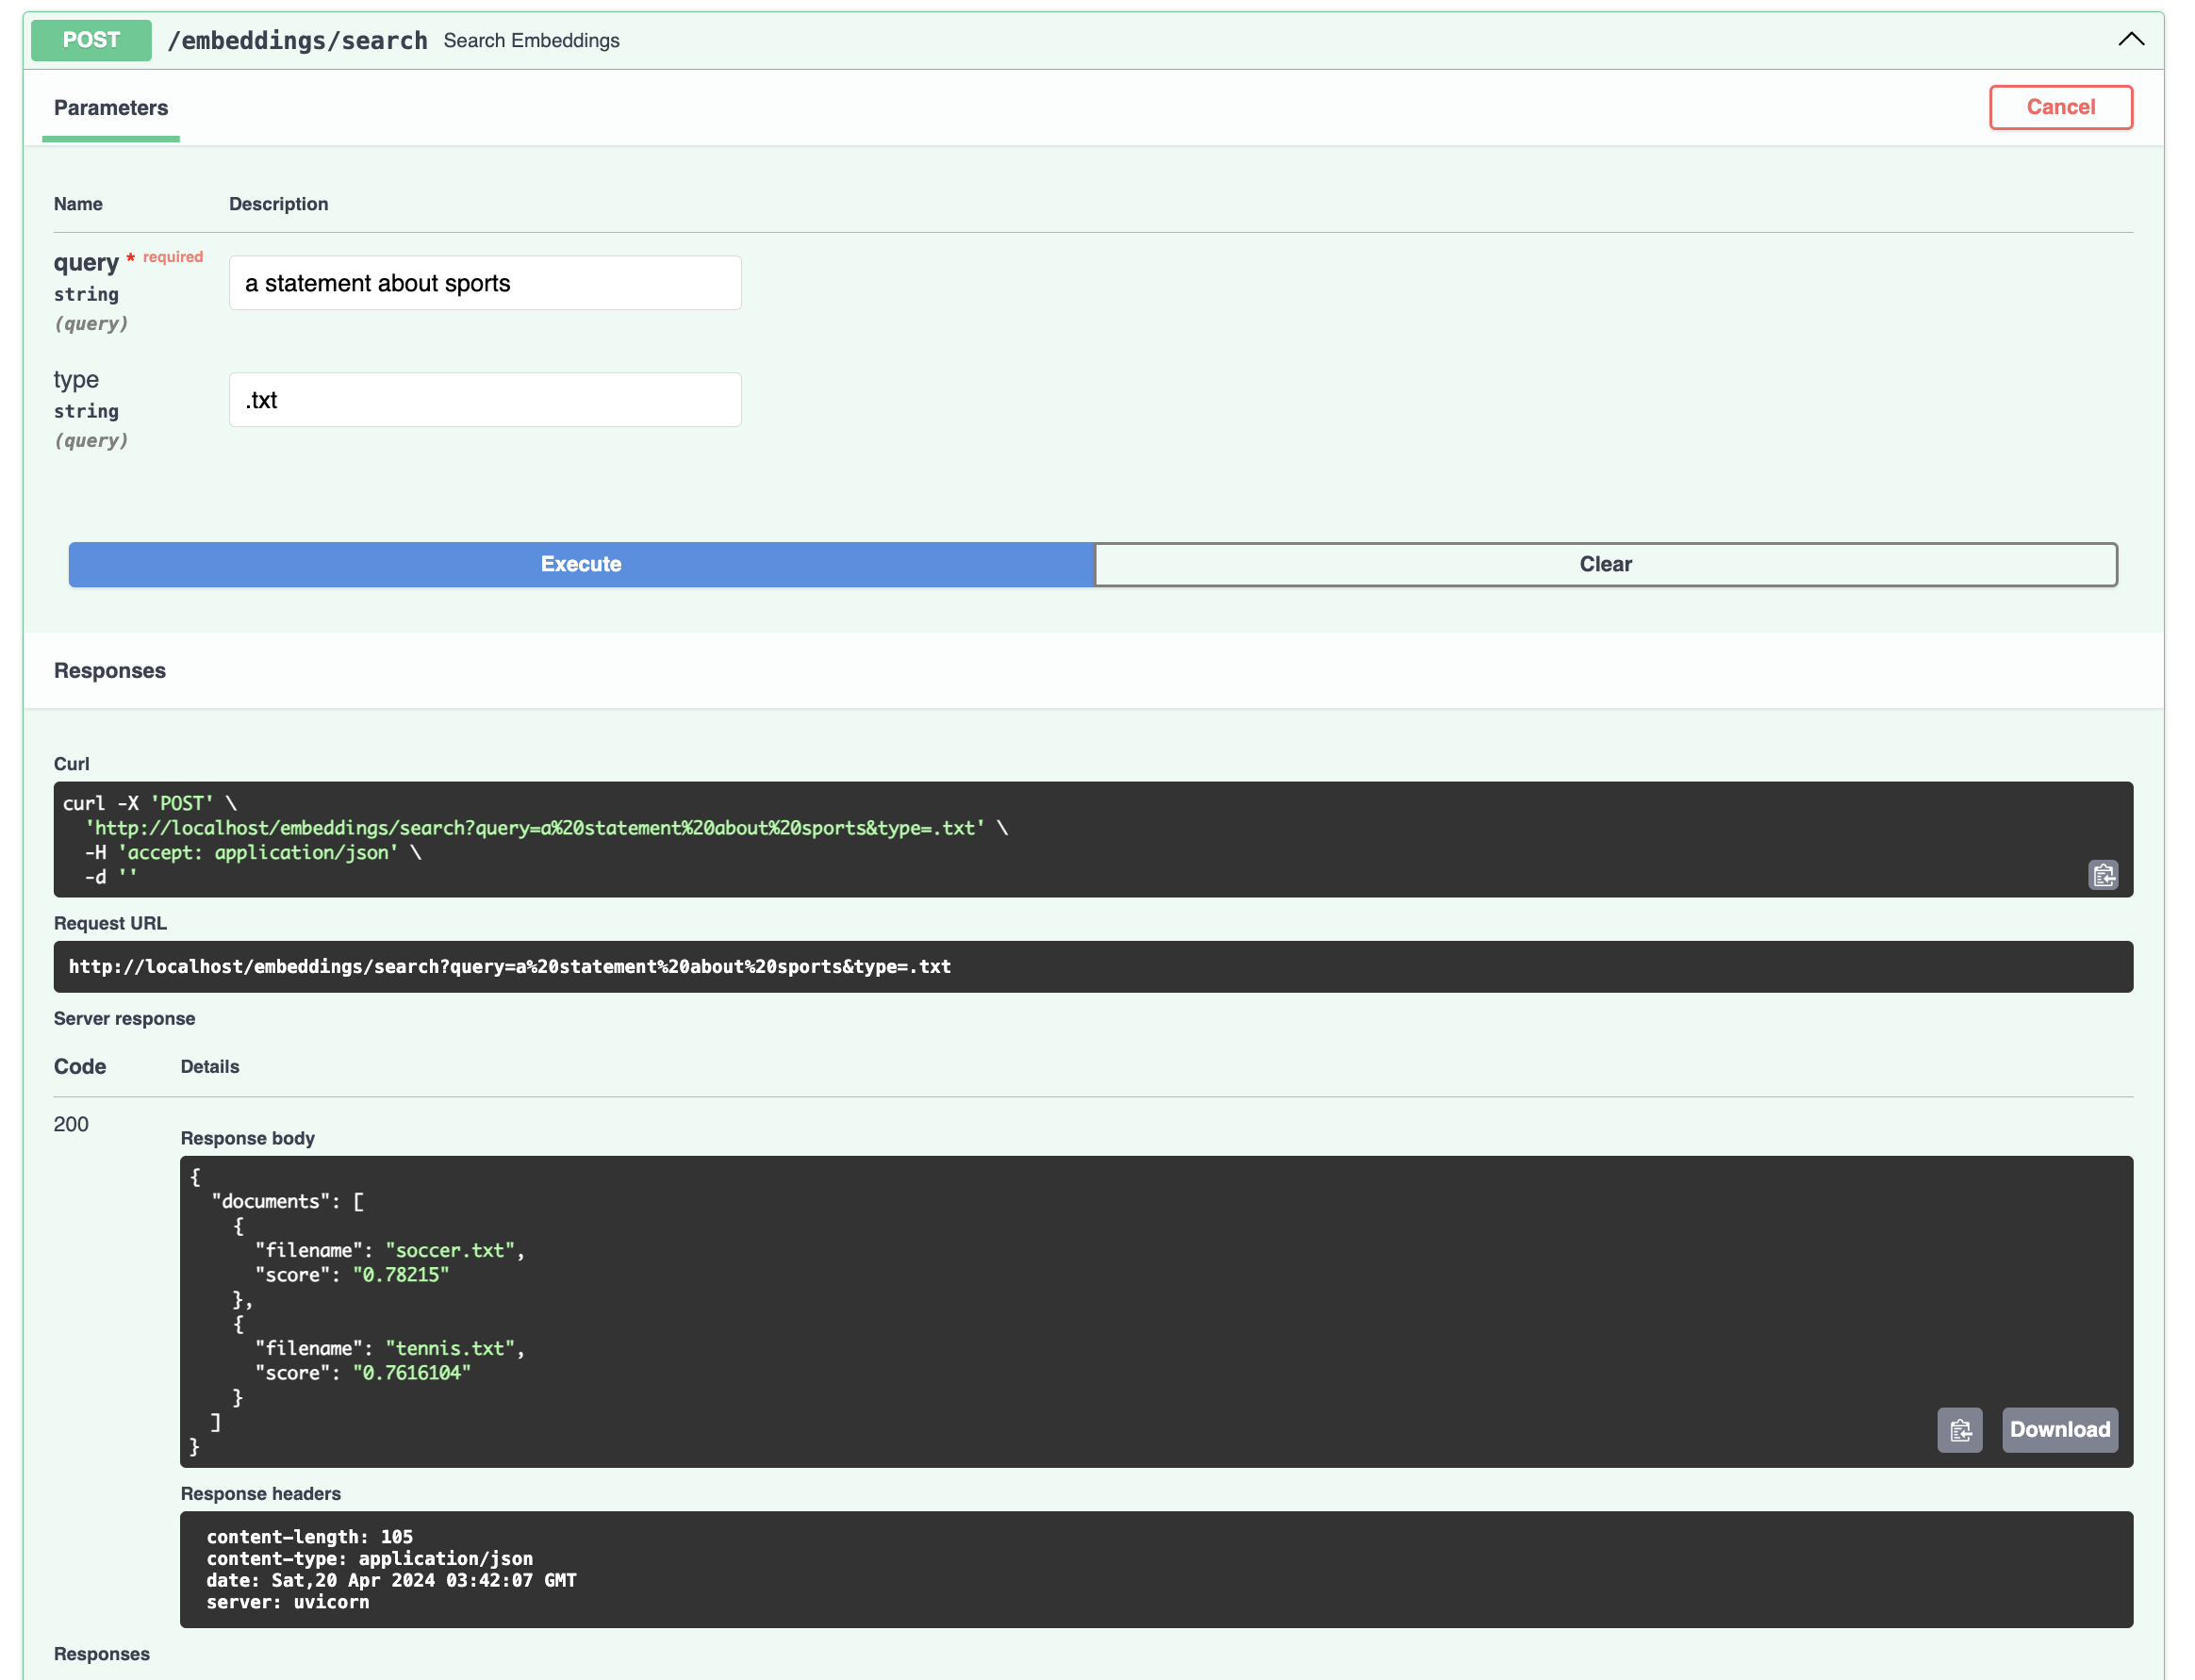 POST /embeddings/search Search Embeddings
Parameters
Cancel
Name Description
query * required
string
(query)
a statement about sports
type
string
(query)
.txt
Execute Clear
Responses
Curl
curl -X 'POST' \
  'http://localhost/embeddings/search?query=a%20statement%20about%20sports&type=.txt' \
  -H 'accept: application/json' \
  -d ''
Request URL
http://localhost/embeddings/search?query=a%20statement%20about%20sports&type=.txt
Server response
Code Details
200
Response body
{
  "documents": [
    {
      "filename": "soccer.txt",
      "score": "0.78215"
    },
    {
      "filename": "tennis.txt",
      "score": "0.7616104"
    }
  ]
}
Download
Response headers
content-length: 105
content-type: application/json
date: Sat,20 Apr 2024 03:42:07 GMT
server: uvicorn
Responses